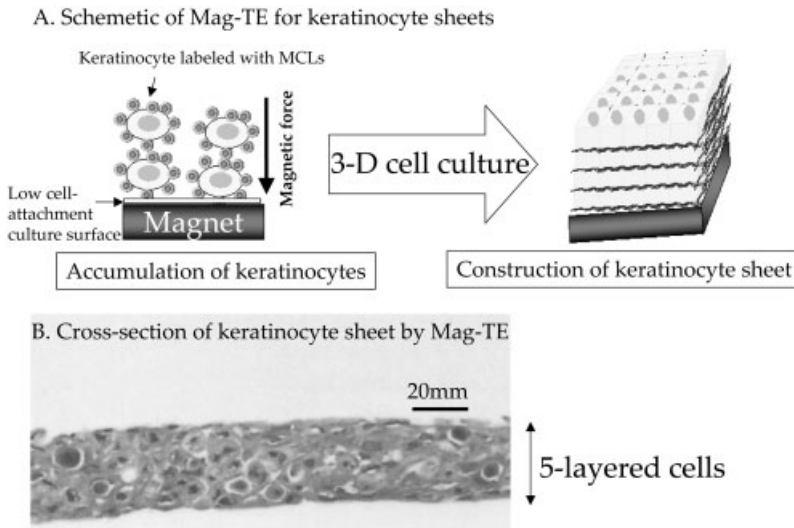 A. Schemetic of Mag-TE for keratinocyte sheets
Keratinocyte labeled with MCLs
Magnetic force
Low cell-
attachment
culture surface
Magnet
3-D cell culture
Accumulation of keratinocytes
Construction of keratinocyte sheet
B. Cross-section of keratinocyte sheet by Mag-TE
20mm
5-layered cells